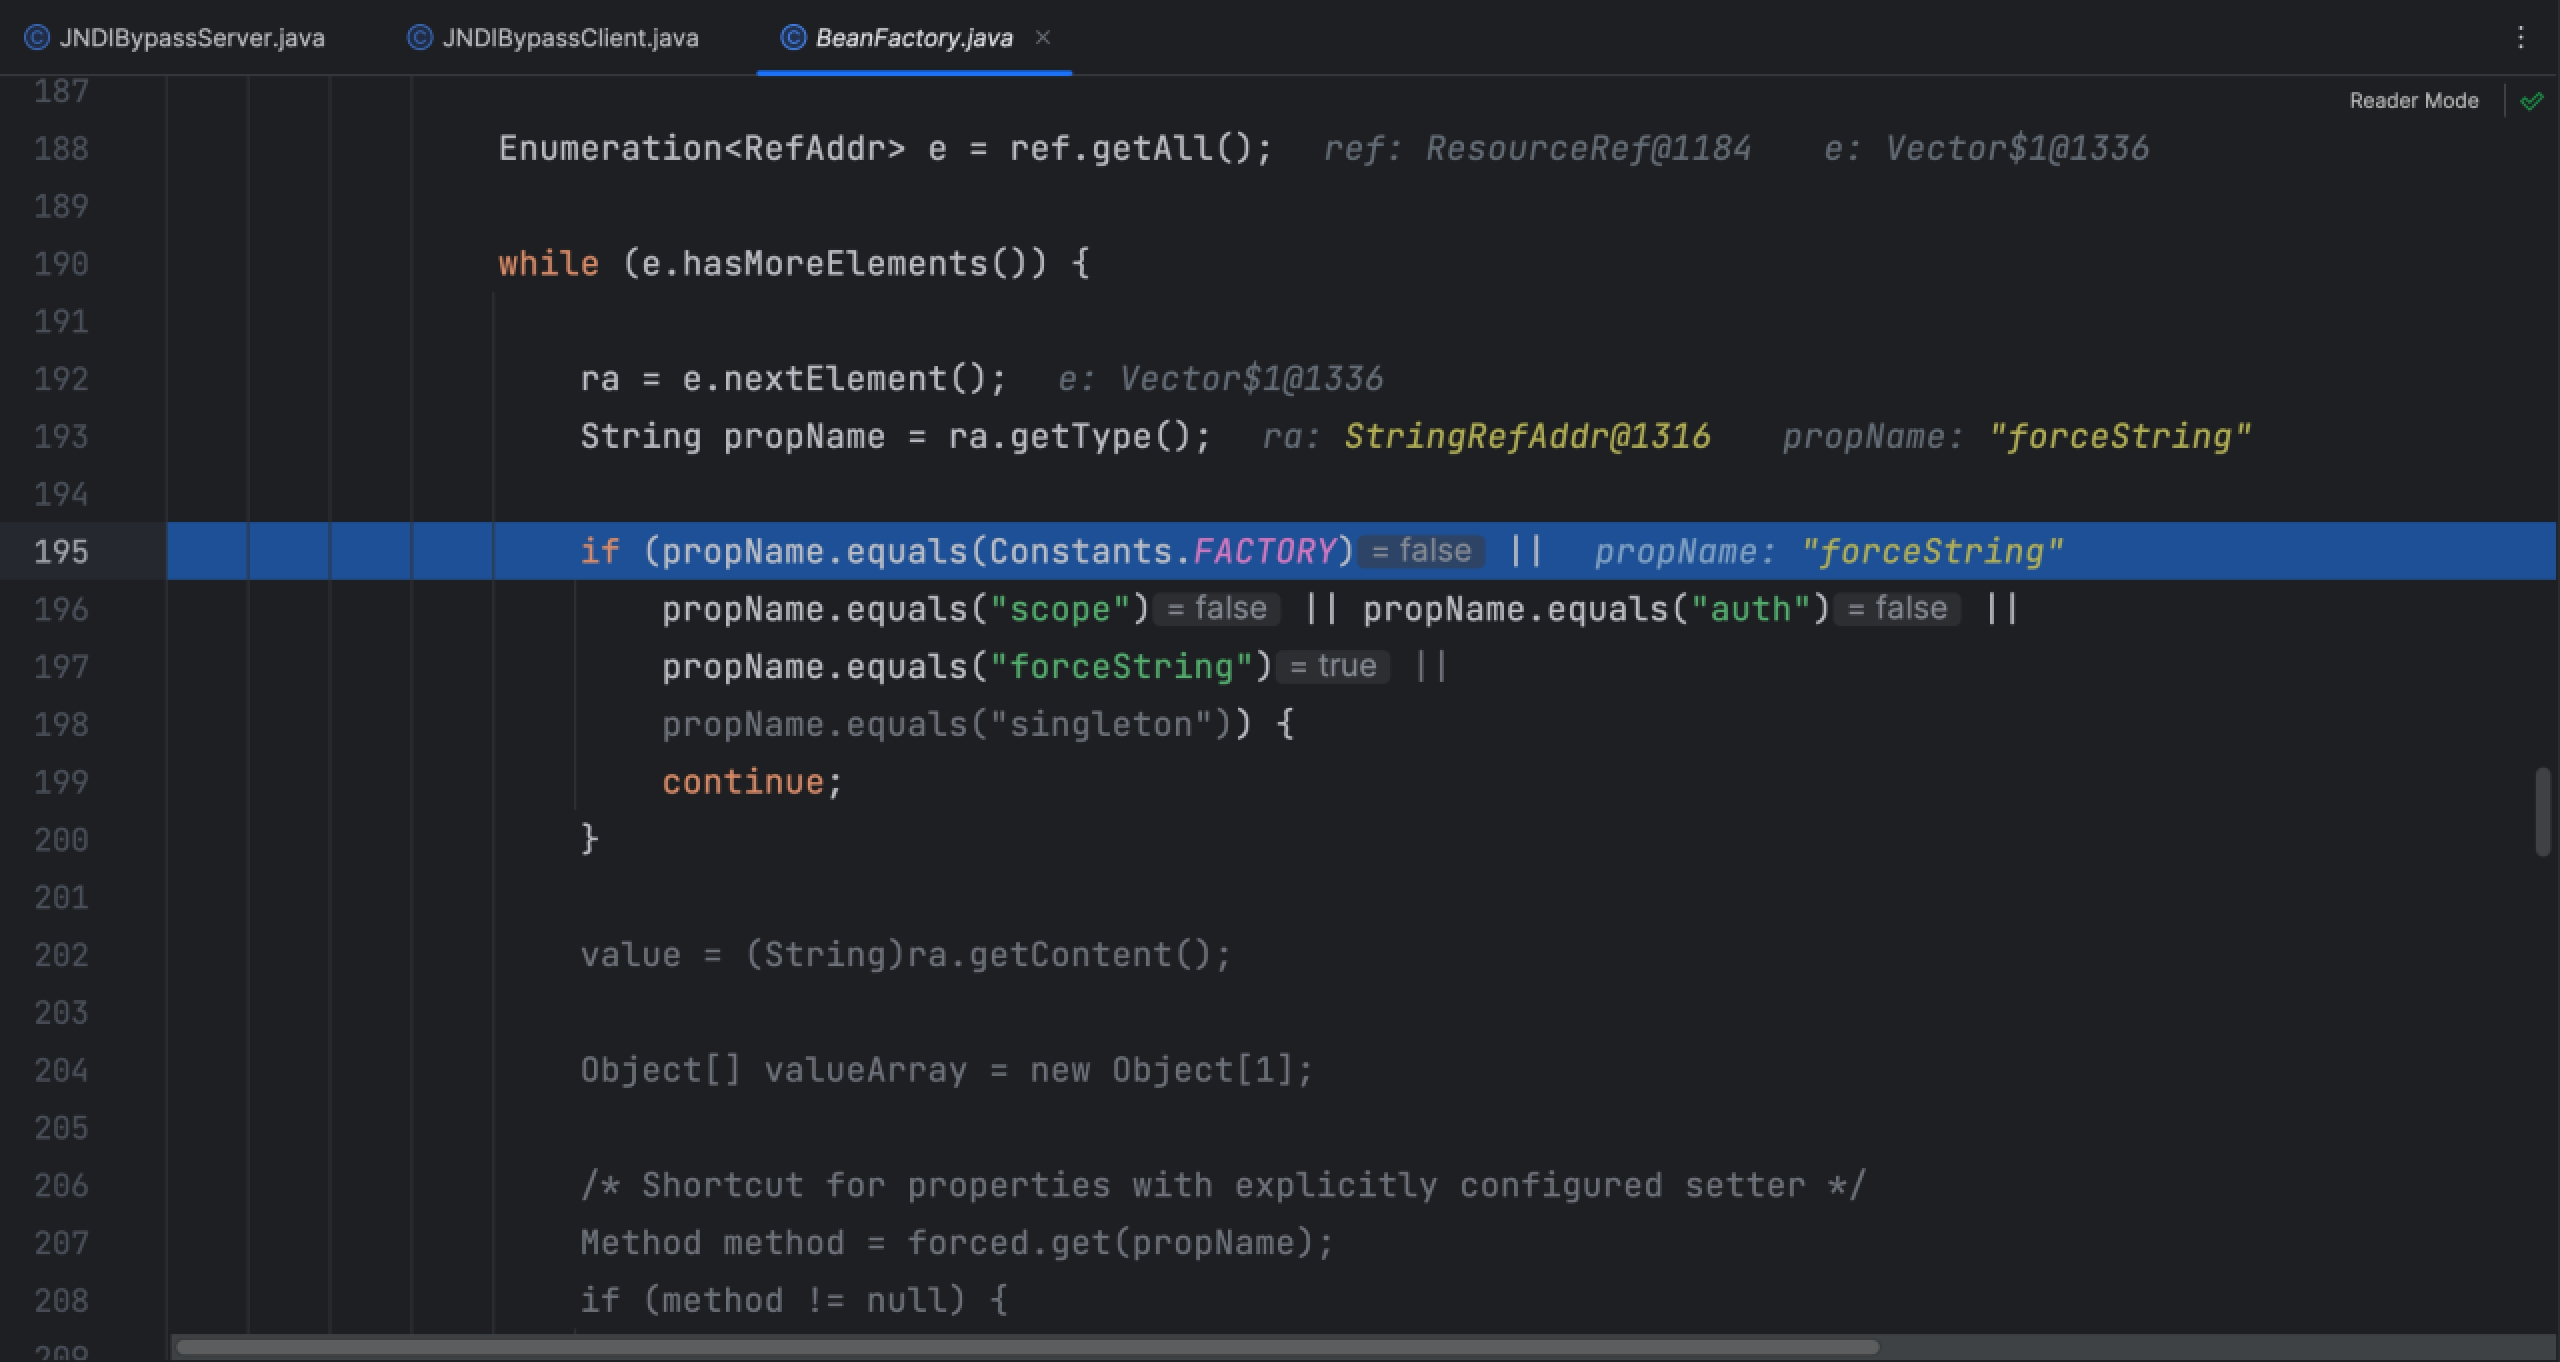 JNDIBypassServer.java JNDIBypassClient.java BeanFactory.java
Reader Mode
187
188 Enumeration<RefAddr> e = ref.getAll(); ref: ResourceRef@1184 e: Vector$1@1336
189
190 while (e.hasMoreElements()) {
191
192 ra = e.nextElement(); e: Vector$1@1336
193 String propName = ra.getType(); ra: StringRefAddr@1316 propName: "forceString"
194
195 if (propName.equals(Constants.FACTORY) = false || propName: "forceString"
196 propName.equals("scope") = false || propName.equals("auth") = false ||
197 propName.equals("forceString") = true ||
198 propName.equals("singleton")) {
199 continue;
200 }
201
202 value = (String)ra.getContent();
203
204 Object[] valueArray = new Object[1];
205
206 /* Shortcut for properties with explicitly configured setter */
207 Method method = forced.get(propName);
208 if (method != null) {
209